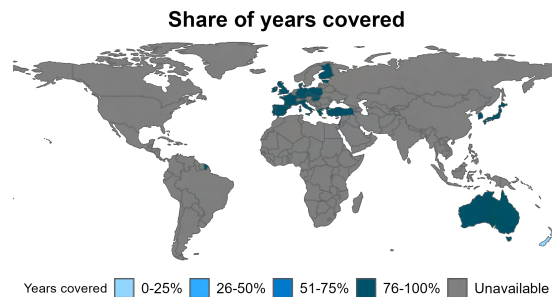 Share of years covered
Years covered 0-25% 26-50% 51-75% 76-100% Unavailable